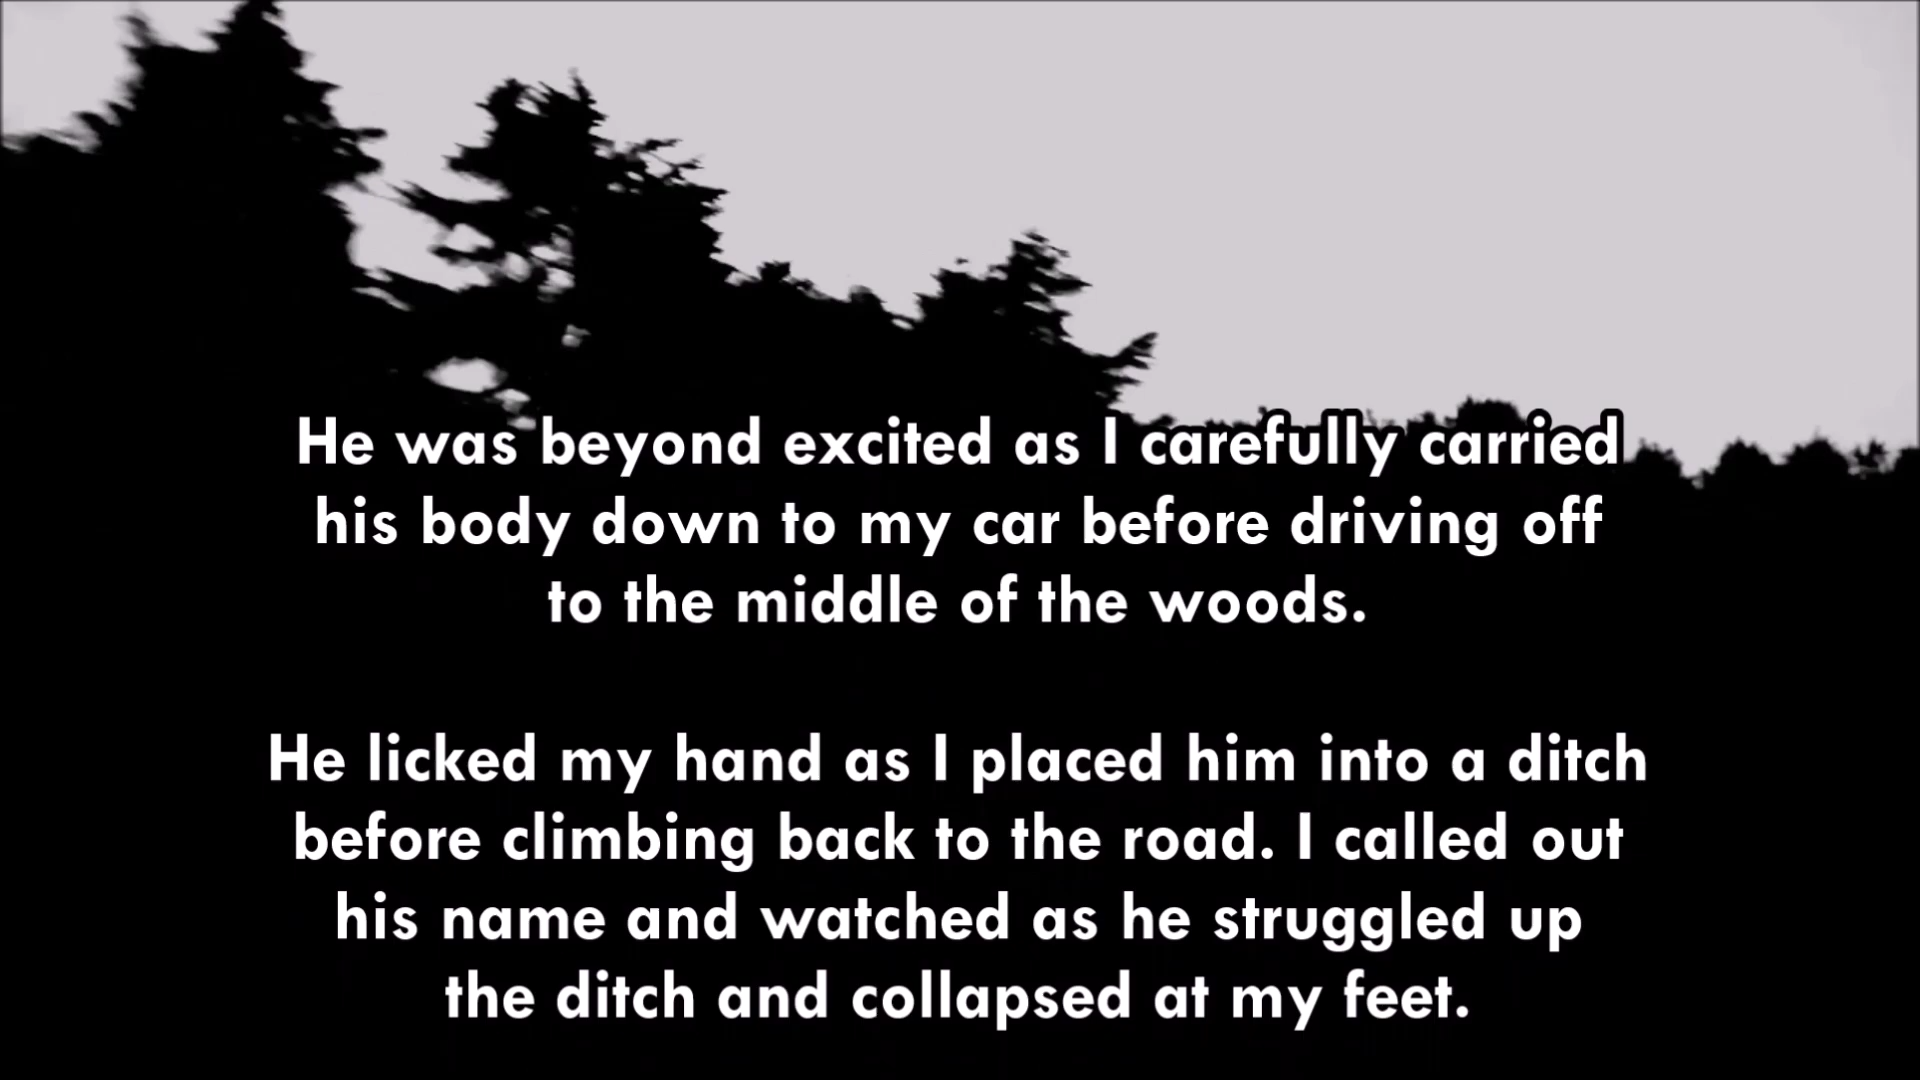 He was beyond excited as I carefully carried
his body down to my car before driving off
to the middle of the woods.
He licked my hand as I placed him into a ditch
before climbing back to the road. I called out
his name and watched as he struggled up
the ditch and collapsed at my feet.